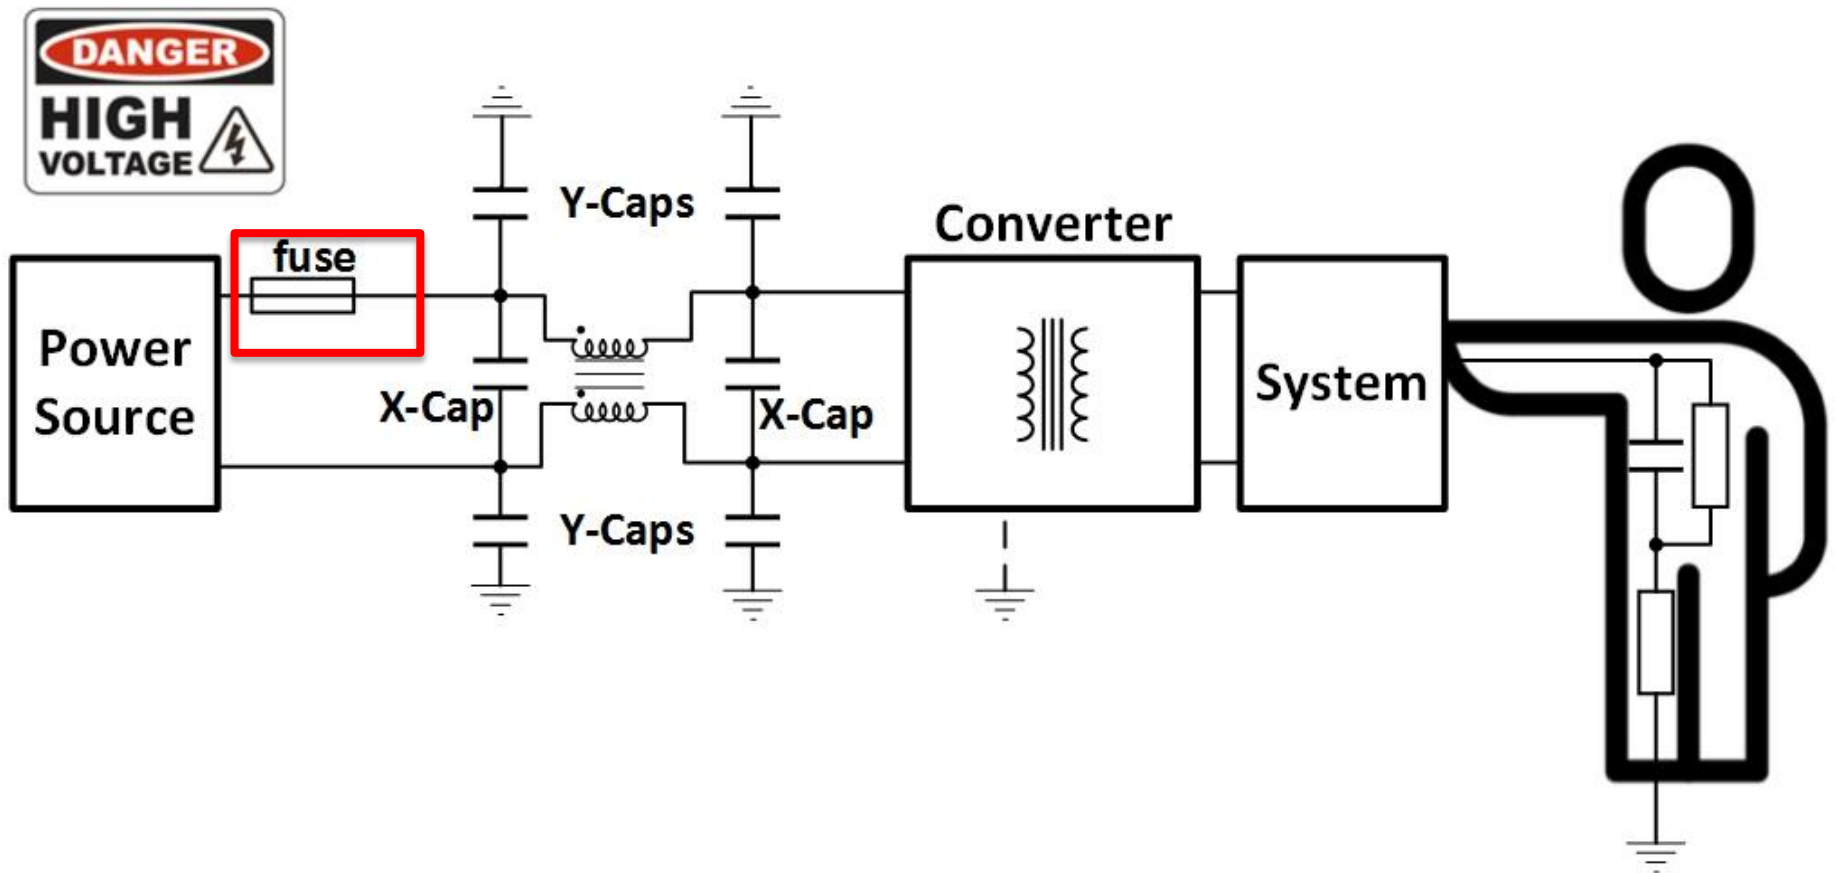 DANGER
HIGH
VOLTAGE
Y-Caps
Converter
fuse
Power
Source
X-Cap
X-Cap
System
Y-Caps